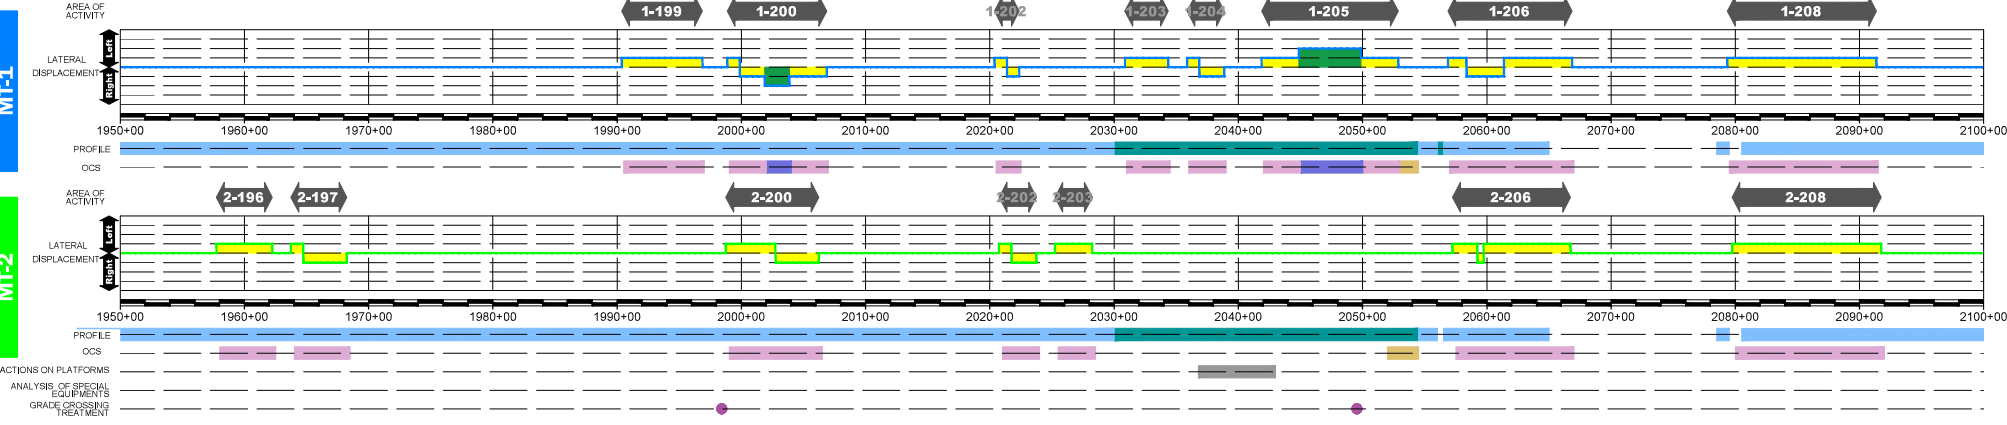 AREA OF
ACTIVITY
1-199
1-200
1-202
1-203
1-204
1-205
1-206
1-208
MT-1
LATERAL
DISPLACEMENT
Left
Right
1950+00
1960+00
1970+00
1980+00
1990+00
2000+00
2010+00
2020+00
2030+00
2040+00
2050+00
2060+00
2070+00
2080+00
2090+00
2100+00
PROFILE
OCS
AREA OF
ACTIVITY
2-196
2-197
2-200
2-202
2-203
2-206
2-208
MT-2
LATERAL
DISPLACEMENT
Left
Right
1950+00
1960+00
1970+00
1980+00
1990+00
2000+00
2010+00
2020+00
2030+00
2040+00
2050+00
2060+00
2070+00
2080+00
2090+00
2100+00
PROFILE
OCS
ACTIONS ON PLATFORMS
ANALYSIS OF SPECIAL
EQUIPMENTS
GRADE CROSSING
TREATMENT